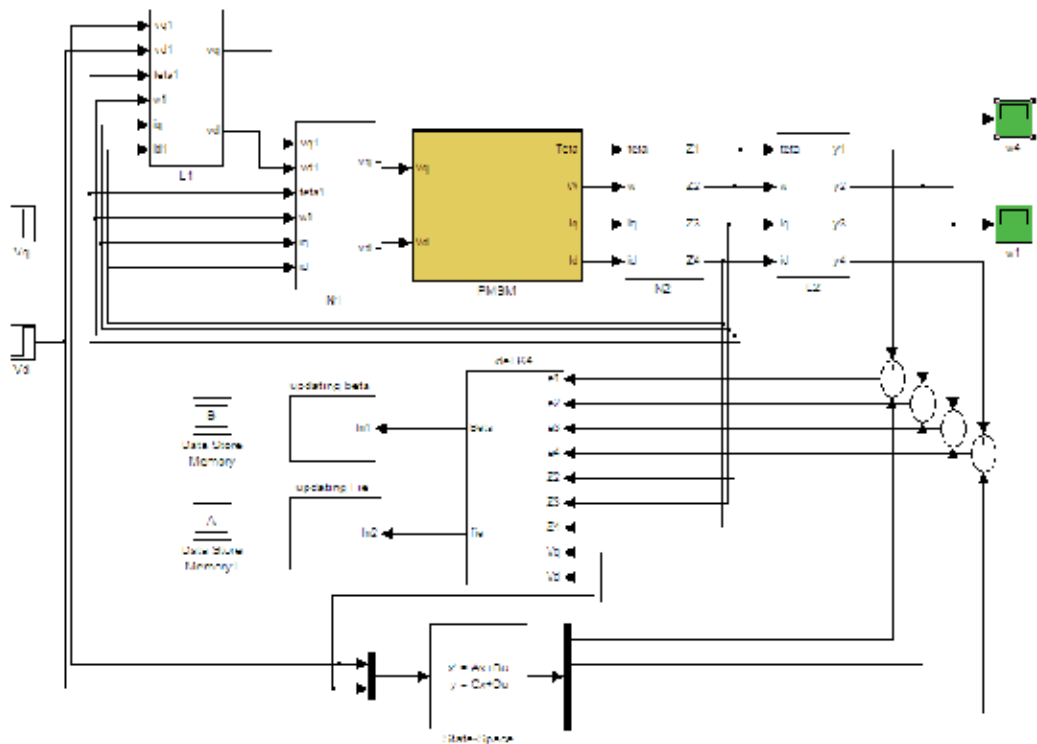 vq1
vd1
teta1
w1
iq
id1
vq
vd
L1
vq1
vd1
teta1
w1
iq
id
vq
vd
N1
Vq
Vd
Teta
W
Iq
Id
PMSM
teta
w
iq
id
Z1
Z2
Z3
Z4
N2
teta
w
iq
id
y1
y2
y3
y4
L2
w4
w1
Vq
Vd
updating beta
In1
B
Data Store
Memory
In2
A
Data Store
Memory1
Beta
e1
e2
e3
e4
Z2
Z3
Z4
Vq
Vd
x' = Ax+Bu
y = Cx+Du
State-Space